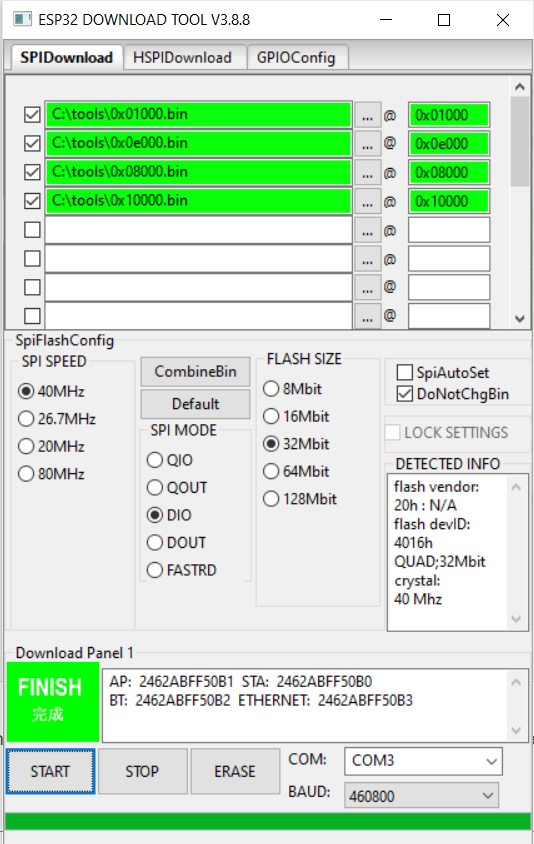 ESP32 DOWNLOAD TOOL V3.8.8
SPIDownload HSPIDownload GPIOConfig
C:\tools\0x01000.bin ... @ 0x01000
C:\tools\0x0e000.bin ... @ 0x0e000
C:\tools\0x08000.bin ... @ 0x08000
C:\tools\0x10000.bin ... @ 0x10000
... @
... @
... @
... @
SpiFlashConfig
SPI SPEED
40MHz
26.7MHz
20MHz
80MHz
CombineBin
Default
SPI MODE
QIO
QOUT
DIO
DOUT
FASTRD
FLASH SIZE
8Mbit
16Mbit
32Mbit
64Mbit
128Mbit
SpiAutoSet
DoNotChgBin
LOCK SETTINGS
DETECTED INFO
flash vendor:
20h : N/A
flash devID:
4016h
QUAD;32Mbit
crystal:
40 Mhz
Download Panel 1
FINISH
完成
AP: 2462ABFF50B1 STA: 2462ABFF50B0
BT: 2462ABFF50B2 ETHERNET: 2462ABFF50B3
START STOP ERASE
COM: COM3
BAUD: 460800